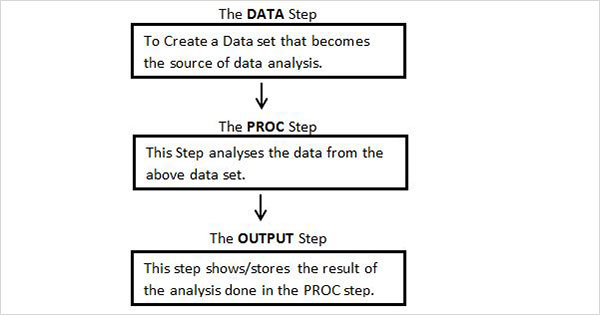 The DATA Step
To Create a Data set that becomes
the source of data analysis.
The PROC Step
This Step analyses the data from the
above data set.
The OUTPUT Step
This step shows/stores the result of
the analysis done in the PROC step.